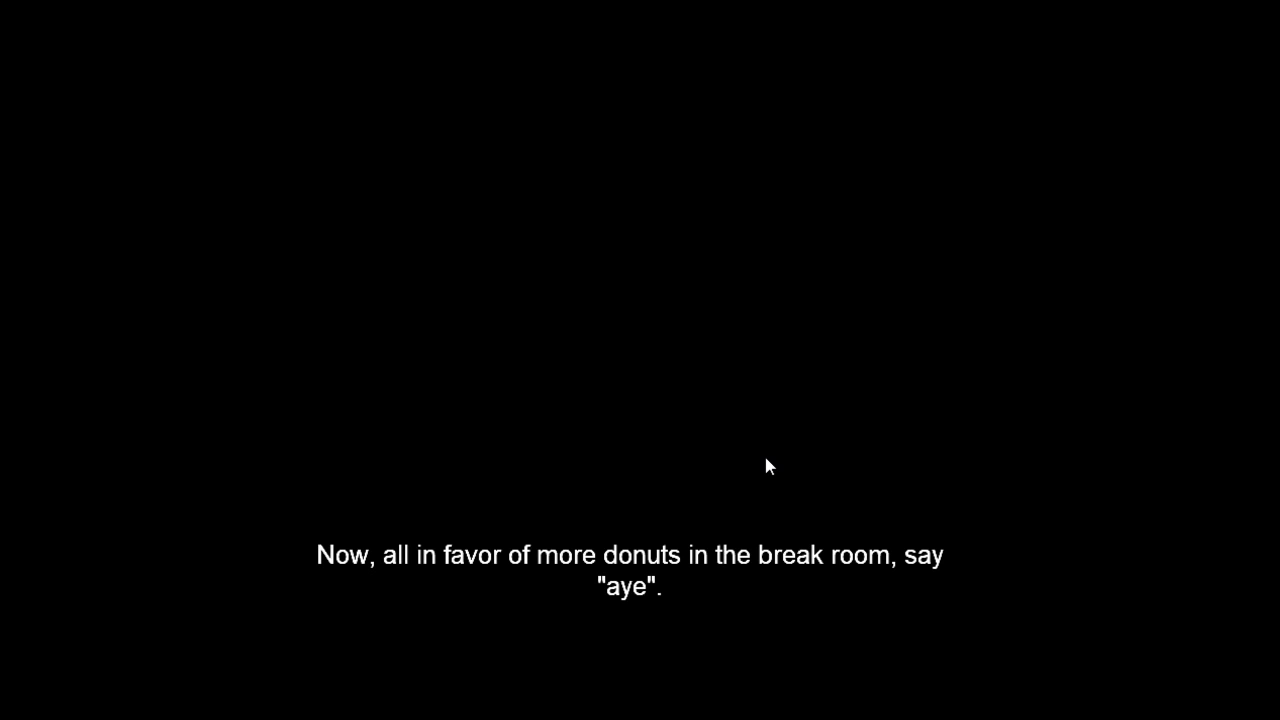 Now, all in favor of more donuts in the break room, say
"aye".